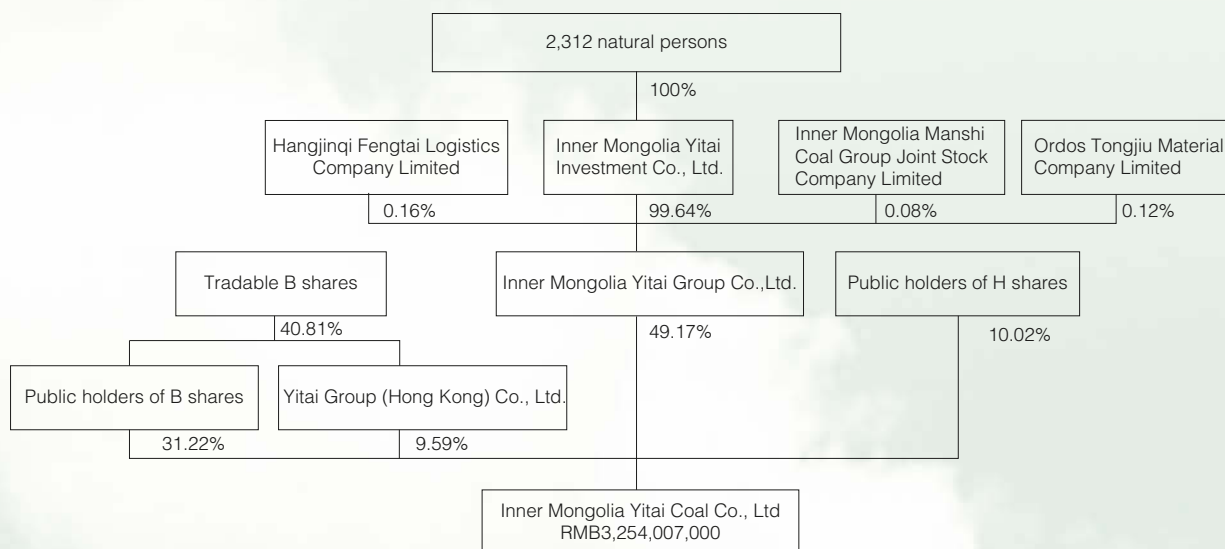 2,312 natural persons
100%
Hangjinqi Fengtai Logistics
Company Limited
Inner Mongolia Yitai
Investment Co., Ltd.
Inner Mongolia Manshi
Coal Group Joint Stock
Company Limited
Ordos Tongjiu Material
Company Limited
0.16%
99.64%
0.08%
0.12%
Tradable B shares
Inner Mongolia Yitai Group Co.,Ltd.
Public holders of H shares
40.81%
49.17%
10.02%
Public holders of B shares
Yitai Group (Hong Kong) Co., Ltd.
31.22%
9.59%
Inner Mongolia Yitai Coal Co., Ltd
RMB3,254,007,000